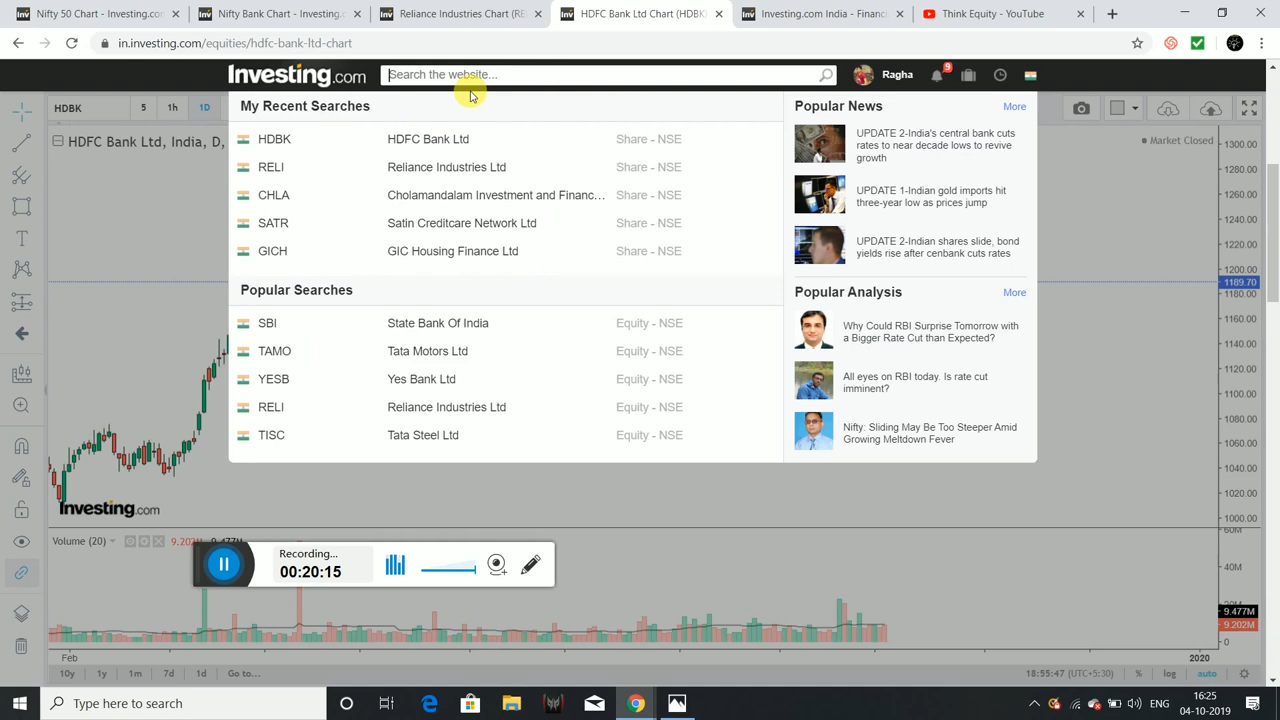 Nifty 50 Chart - Investing.com
Nifty Bank Chart - Investing.c
Reliance Industries Chart (RE
HDFC Bank Ltd Chart (HDBK)
Investing.com India - Financi
Think Equity - YouTube
in.investing.com/equities/hdfc-bank-ltd-chart
Investing.com
Search the website...
Ragha
9
HDBK
5
1h
1D
HDFC Bank Ltd, India, D,
Market Closed
My Recent Searches
HDBK HDFC Bank Ltd Share - NSE
RELI Reliance Industries Ltd Share - NSE
CHLA Cholamandalam Investment and Financ... Share - NSE
SATR Satin Creditcare Network Ltd Share - NSE
GICH GIC Housing Finance Ltd Share - NSE
Popular Searches
SBI State Bank Of India Equity - NSE
TAMO Tata Motors Ltd Equity - NSE
YESB Yes Bank Ltd Equity - NSE
RELI Reliance Industries Ltd Equity - NSE
TISC Tata Steel Ltd Equity - NSE
Popular News
More
UPDATE 2-India's central bank cuts
rates to near decade lows to revive
growth
UPDATE 1-Indian gold imports hit
three-year low as prices jump
UPDATE 2-Indian shares slide, bond
yields rise after cenbank cuts rates
Popular Analysis
More
Why Could RBI Surprise Tomorrow with
a Bigger Rate Cut than Expected?
All eyes on RBI today. Is rate cut
imminent?
Nifty: Sliding May Be Too Steeper Amid
Growing Meltdown Fever
1300.00
1280.00
1260.00
1240.00
1220.00
1200.00
1189.70
1180.00
1160.00
1140.00
1120.00
1100.00
1080.00
1060.00
1040.00
1020.00
1000.00
Investing.com
Volume (20)
60M
40M
9.477M
9.202M
0
Recording...
00:20:15
Feb
2020
10y
1y
1m
7d
1d
Go to...
18:55:47 (UTC+5:30)
%
log
auto
Type here to search
ENG
16:25
04-10-2019